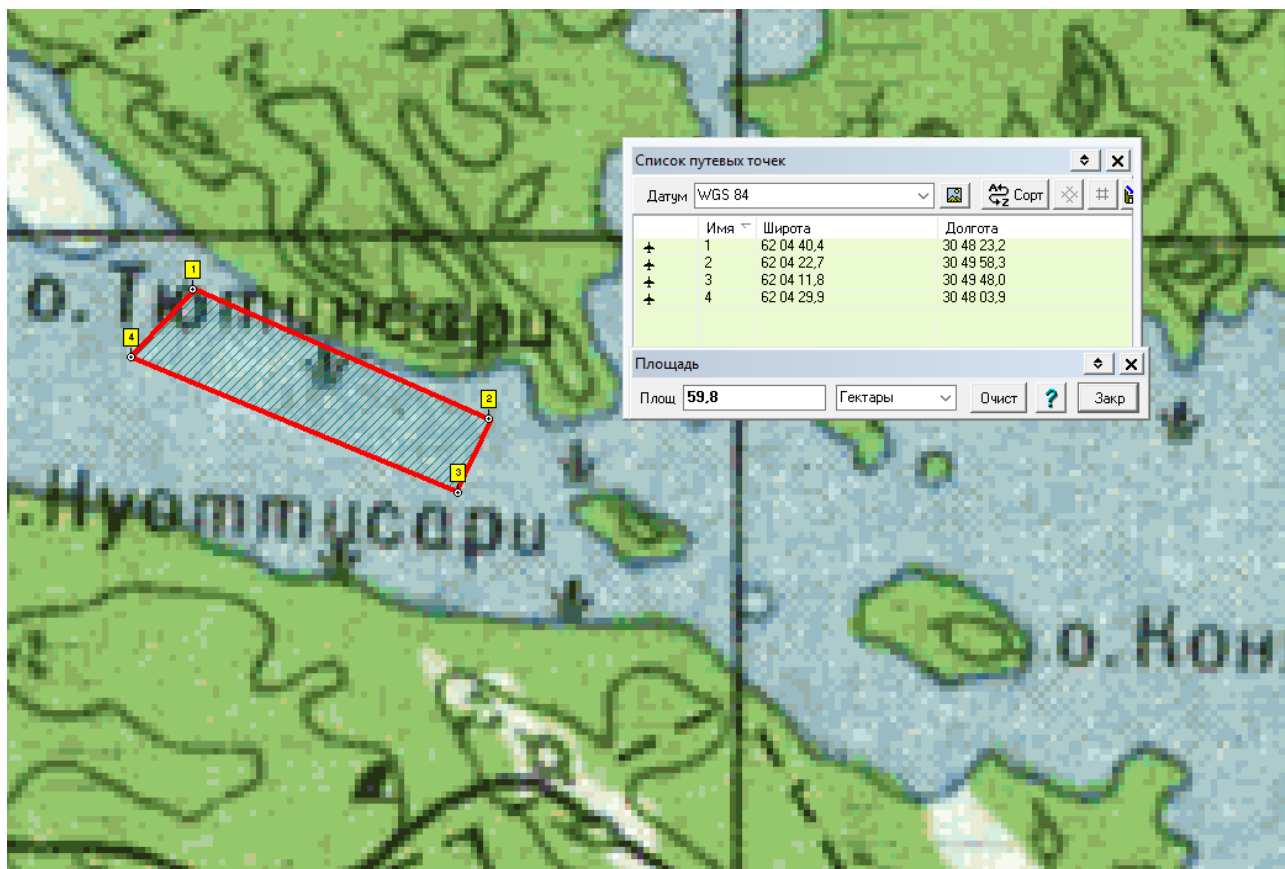 Список путевых точек
Датум WGS 84 Сорт
Имя Широта Долгота
1 62 04 40,4 30 48 23,2
2 62 04 22,7 30 49 58,3
3 62 04 11,8 30 49 48,0
4 62 04 29,9 30 48 03,9
Площадь
Площ 59,8 Гектары Очист ? Закр
1
о. Тютинсари
4
2
3
.Нуоттусари
о. Кон